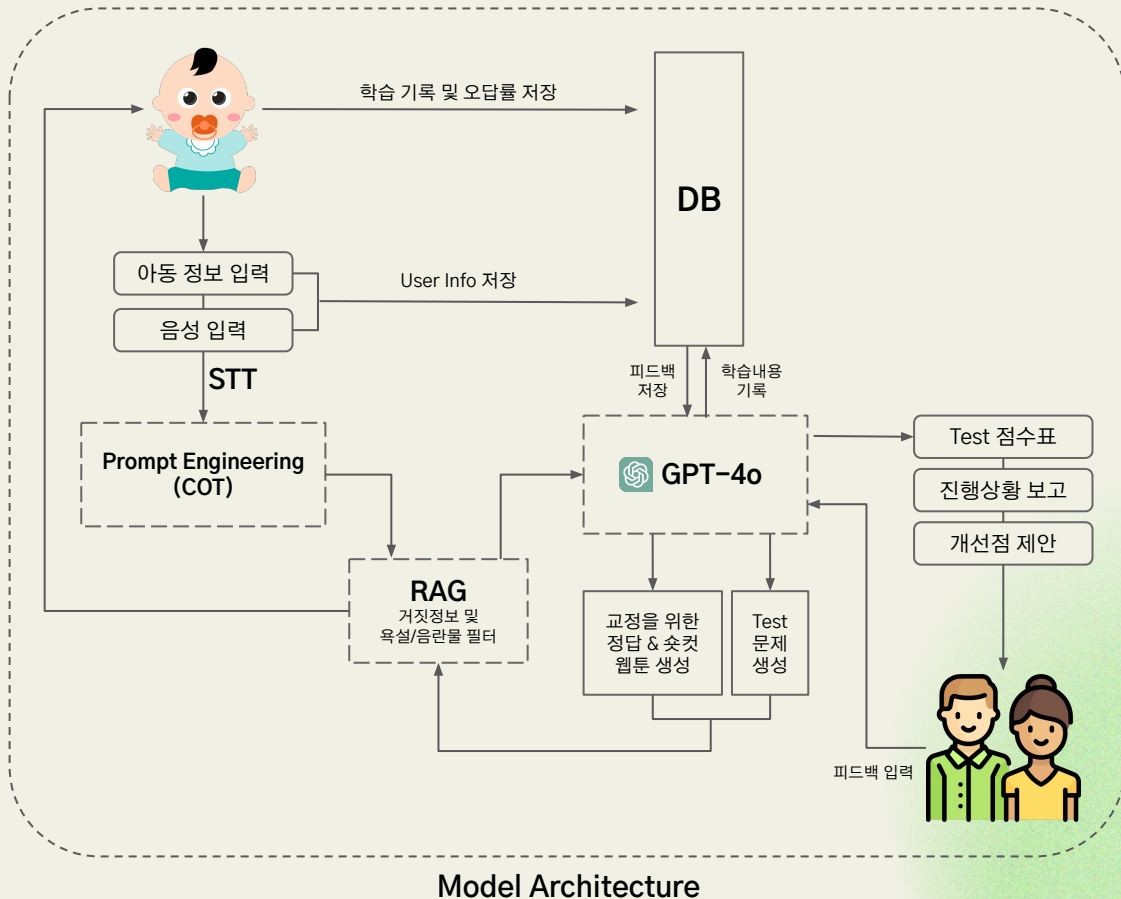 학습 기록 및 오답률 저장
DB
아동 정보 입력
음성 입력
User Info 저장
STT
피드백
저장
학습내용
기록
Prompt Engineering
(COT)
GPT-4o
Test 점수표
진행상황 보고
개선점 제안
RAG
거짓정보 및
욕설/음란물 필터
교정을 위한
정답 & 숏컷
웹툰 생성
Test
문제
생성
피드백 입력
Model Architecture